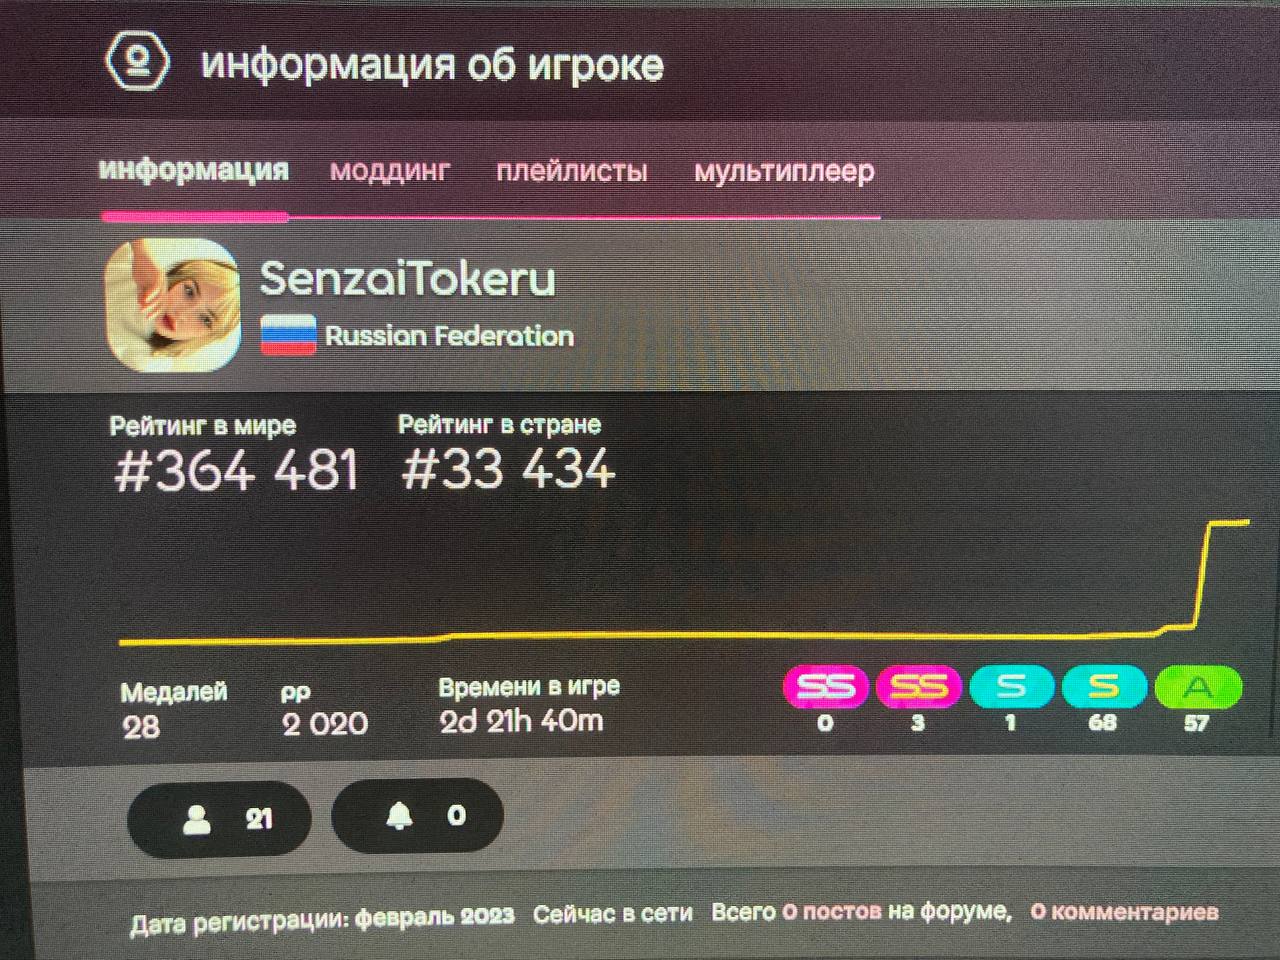 информация об игроке
информация моддинг плейлисты мультиплеер
SenzaiTokeru
Russian Federation
Рейтинг в мире Рейтинг в стране
#364 481 #33 434
Медалей pp Времени в игре
28 2 020 2d 21h 40m
SS SS S S A
0 3 1 68 57
21 0
Дата регистрации: февраль 2023 Сейчас в сети Всего 0 постов на форуме, 0 комментариев